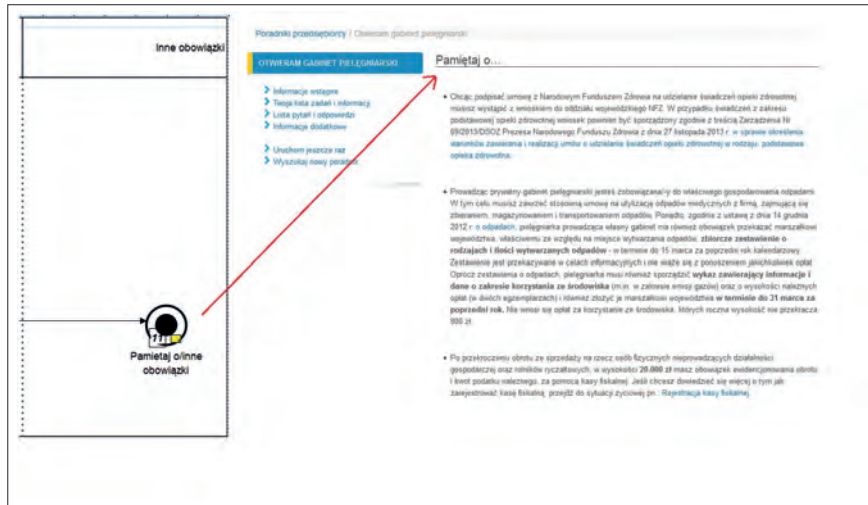 Inne obowiązki
Pamietaj o/inne
obowiązki
Poradniki przedsiębiorcy / Otwieram gabinet pielęgniarski
OTWIERAM GABINET PIELĘGNIARSKI
Informacje wstępne
Twoja lista zadań i informacji
Lista pytań i odpowiedzi
Informacje dodatkowe
Uruchom jeszcze raz
Wyszukaj nowy poradnik
Pamiętaj o...
Chcąc podpisać umowę z Narodowym Funduszem Zdrowia na udzielanie świadczeń opieki zdrowotnej
musisz wystąpić z wnioskiem do oddziału wojewódzkiego NFZ. W przypadku świadczeń z zakresu
podstawowej opieki zdrowotnej wniosek powinien być sporządzony zgodnie z treścią Zarządzenia Nr
69/2013/DSOZ Prezesa Narodowego Funduszu Zdrowia z dnia 27 listopada 2013 r. w sprawie określenia
warunków zawierania i realizacji umów o udzielanie świadczeń opieki zdrowotnej w rodzaju: podstawowa
opieka zdrowotna.
Prowadząc prywatny gabinet pielęgniarski jesteś zobowiązana/-y do właściwego gospodarowania odpadami.
W tym celu musisz zawrzeć stosowną umowę na utylizację odpadów medycznych z firmą, zajmującą się
zbieraniem, magazynowaniem i transportowaniem odpadów. Ponadto, zgodnie z ustawą z dnia 14 grudnia
2012 r. o odpadach, pielęgniarka prowadząca własny gabinet ma również obowiązek przekazać marszałkowi
województwa, właściwemu ze względu na miejsce wytwarzania odpadów, zbiorcze zestawienie o
rodzajach i ilości wytwarzanych odpadów - w terminie do 15 marca za poprzedni rok kalendarzowy.
Zestawienie jest przekazywane w celach informacyjnych i nie wiąże się z ponoszeniem jakichkolwiek opłat.
Oprócz zestawienia o odpadach, pielęgniarka musi również sporządzić wykaz zawierający informacje i
dane o zakresie korzystania ze środowiska (m.in. w zakresie emisji gazów) oraz o wysokości należnych
opłat (w dwóch egzemplarzach) i również złożyć je marszałkowi województwa w terminie do 31 marca za
poprzedni rok. Nie wnosi się opłat za korzystanie ze środowiska, których roczna wysokość nie przekracza
800 zł.
Po przekroczeniu obrotu ze sprzedaży na rzecz osób fizycznych nieprowadzących działalności
gospodarczej oraz rolników ryczałtowych, w wysokości 20.000 zł masz obowiązek ewidencjonowania obrotu
i kwot podatku należnego, za pomocą kasy fiskalnej. Jeśli chcesz dowiedzieć się więcej o tym jak
zarejestrować kasę fiskalną, przejdź do sytuacji życiowej pn.: Rejestracja kasy fiskalnej.